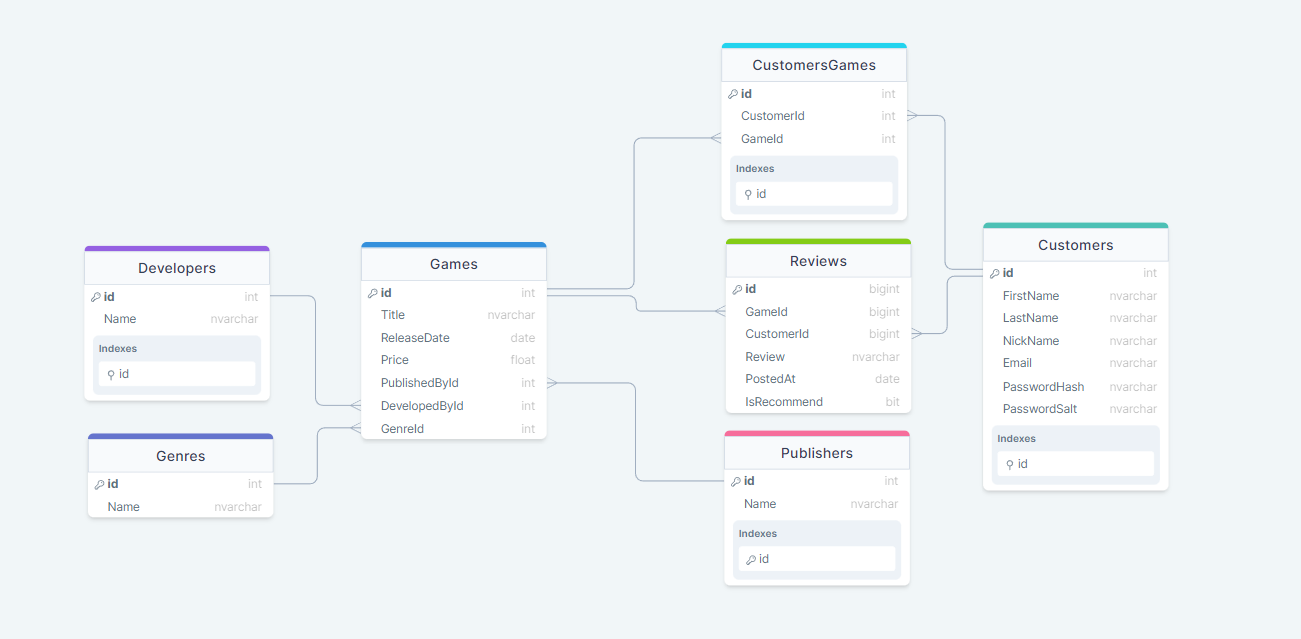 CustomersGames
id int
CustomerId int
GameId int
Indexes
id
Developers
id int
Name nvarchar
Indexes
id
Games
id int
Title nvarchar
ReleaseDate date
Price float
PublishedById int
DevelopedById int
GenreId int
Reviews
id bigint
GameId bigint
CustomerId bigint
Review nvarchar
PostedAt date
IsRecommend bit
Customers
id int
FirstName nvarchar
LastName nvarchar
NickName nvarchar
Email nvarchar
PasswordHash nvarchar
PasswordSalt nvarchar
Indexes
id
Genres
id int
Name nvarchar
Publishers
id int
Name nvarchar
Indexes
id